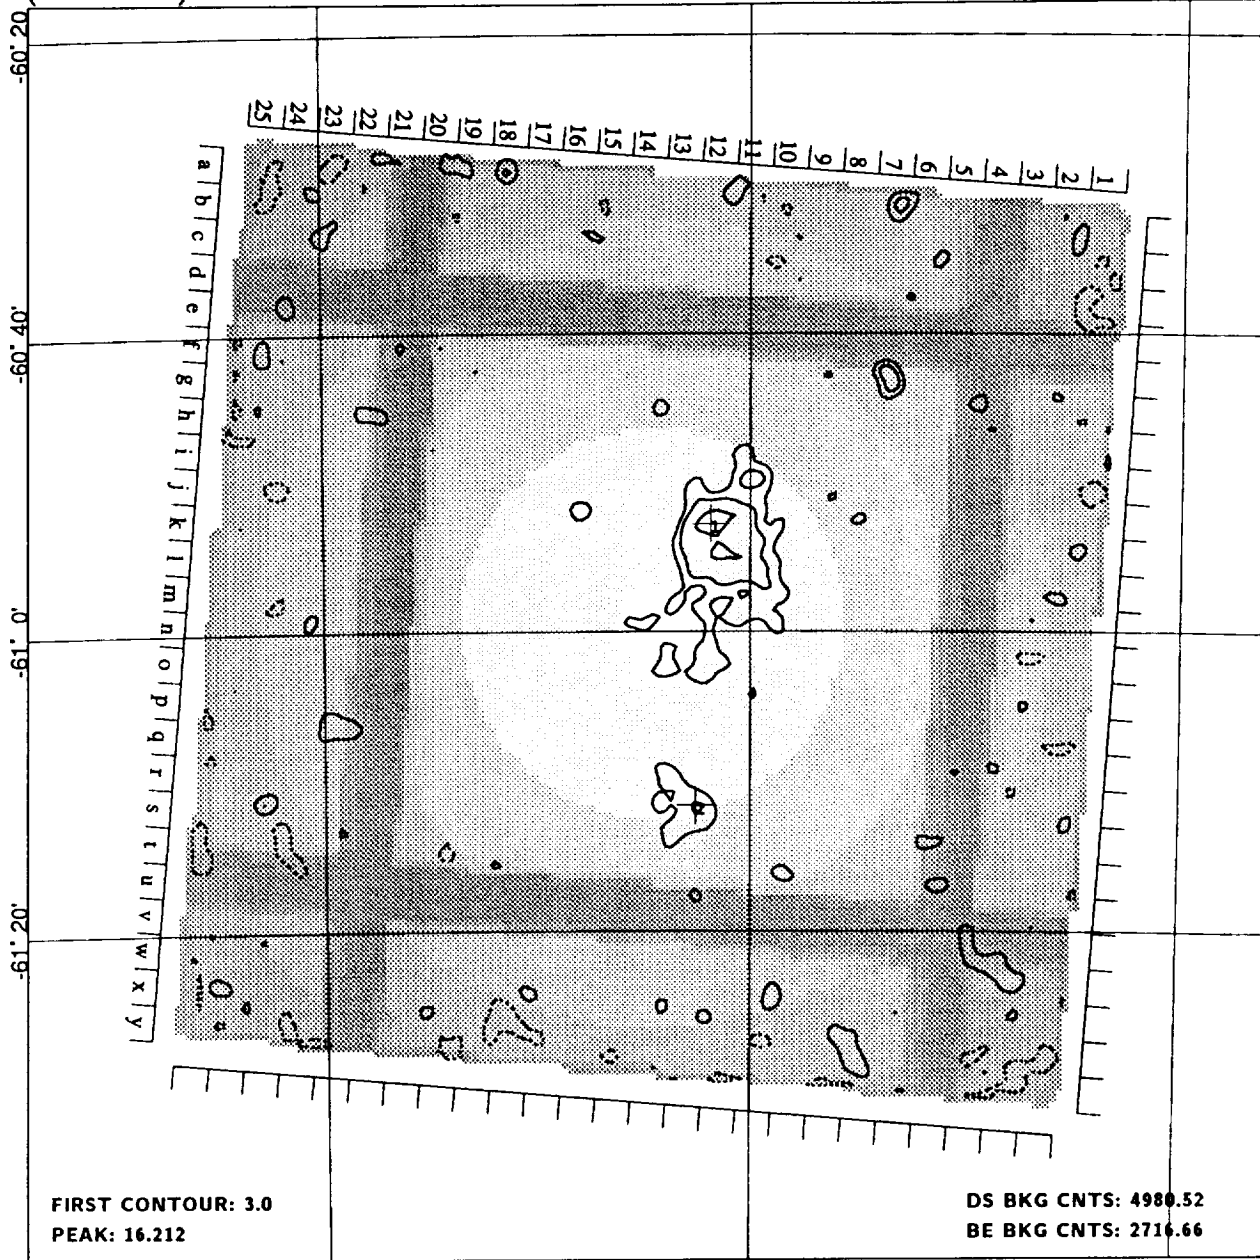 -60° 20
25 24 23 22 21 20 19 18 17 16 15 14 13 12 11 10 9 8 7 6 5 4 3 2 1
a b c d e f g h i j k l m n o p q r s t u v w x y
-60° 40'
-61° 0'
-61° 20'
1
2
FIRST CONTOUR: 3.0
PEAK: 16.212
DS BKG CNTS: 4980.52
BE BKG CNTS: 2716.66